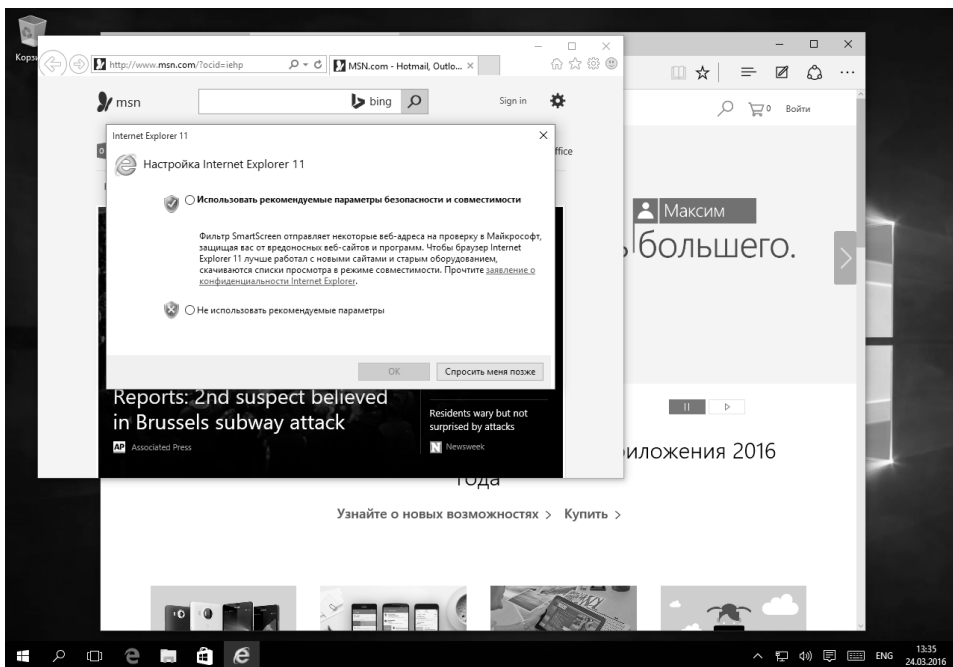 http://www.msn.com/?ocid=iehp
MSN.com - Hotmail, Outlo...
msn
bing
Sign in
Internet Explorer 11
Настройка Internet Explorer 11
Использовать рекомендуемые параметры безопасности и совместимости
Фильтр SmartScreen отправляет некоторые веб-адреса на проверку в Майкрософт,
защищая вас от вредоносных веб-сайтов и программ. Чтобы браузер Internet
Explorer 11 лучше работал с новыми сайтами и старым оборудованием,
скачиваются списки просмотра в режиме совместимости. Прочтите заявление о
конфиденциальности Internet Explorer.
Не использовать рекомендуемые параметры
OK
Спросить меня позже
ffice
Reports: 2nd suspect believed
in Brussels subway attack
AP Associated Press
Residents wary but not
surprised by attacks
N Newsweek
0 Войти
Максим
большего.
иложения 2016
года
Узнайте о новых возможностях > Купить >
ENG
13:35
24.03.2016